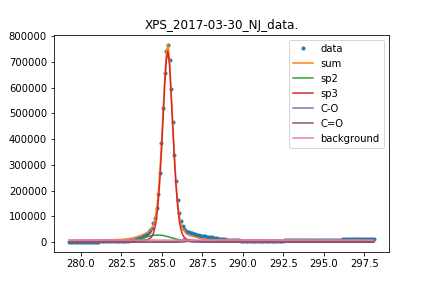 XPS_2017-03-30_NJ_data.
800000
700000
600000
500000
400000
300000
200000
100000
0
data
sum
sp2
sp3
C-O
C=O
background
280.0 282.5 285.0 287.5 290.0 292.5 295.0 297.5